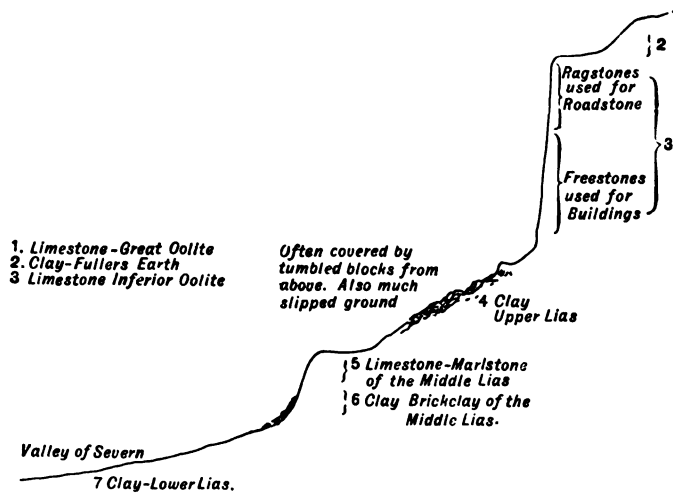 2
Ragstones
used for
Roadstone
3
Freestones
used for
Buildings
1. Limestone-Great Oolite
2. Clay-Fullers Earth
3 Limestone Inferior Oolite
Often covered by
tumbled blocks from
above. Also much
slipped ground
4 Clay
Upper Lias
5 Limestone-Marlstone
of the Middle Lias
6 Clay Brickclay of the
Middle Lias.
Valley of Severn
7 Clay-Lower Lias.